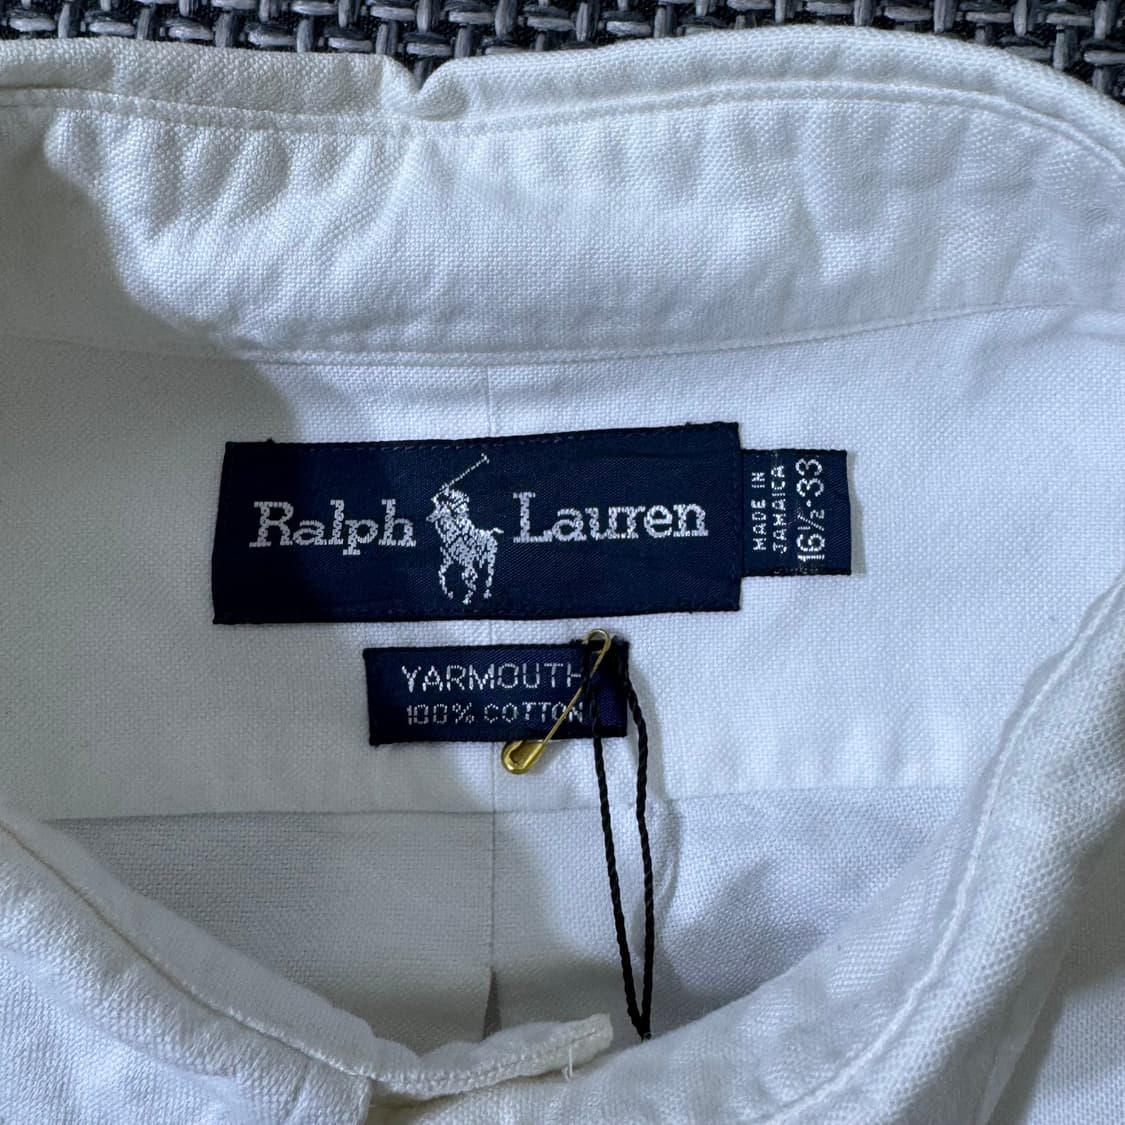 Ralph Lauren
MADE IN
JAMAICA
16½·33
YARMOUTH
100% COTTON